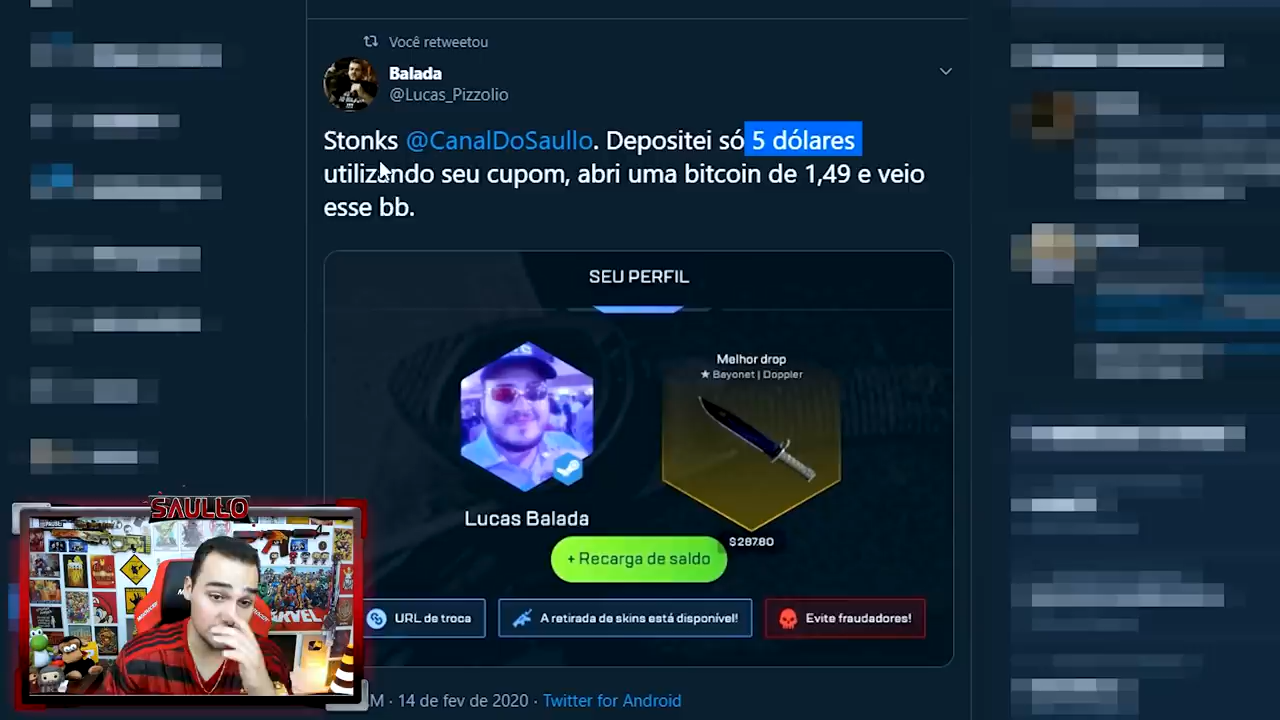 Você retweetou
Balada
@Lucas_Pizzolio
Stonks @CanalDoSaullo. Depositei só 5 dólares
utilizando seu cupom, abri uma bitcoin de 1,49 e veio
esse bb.
SEU PERFIL
Melhor drop
★ Bayonet | Doppler
Lucas Balada
$287.80
+ Recarga de saldo
URL de troca
A retirada de skins está disponível!
Evite fraudadores!
SAULLO
MARVEL
M · 14 de fev de 2020 · Twitter for Android